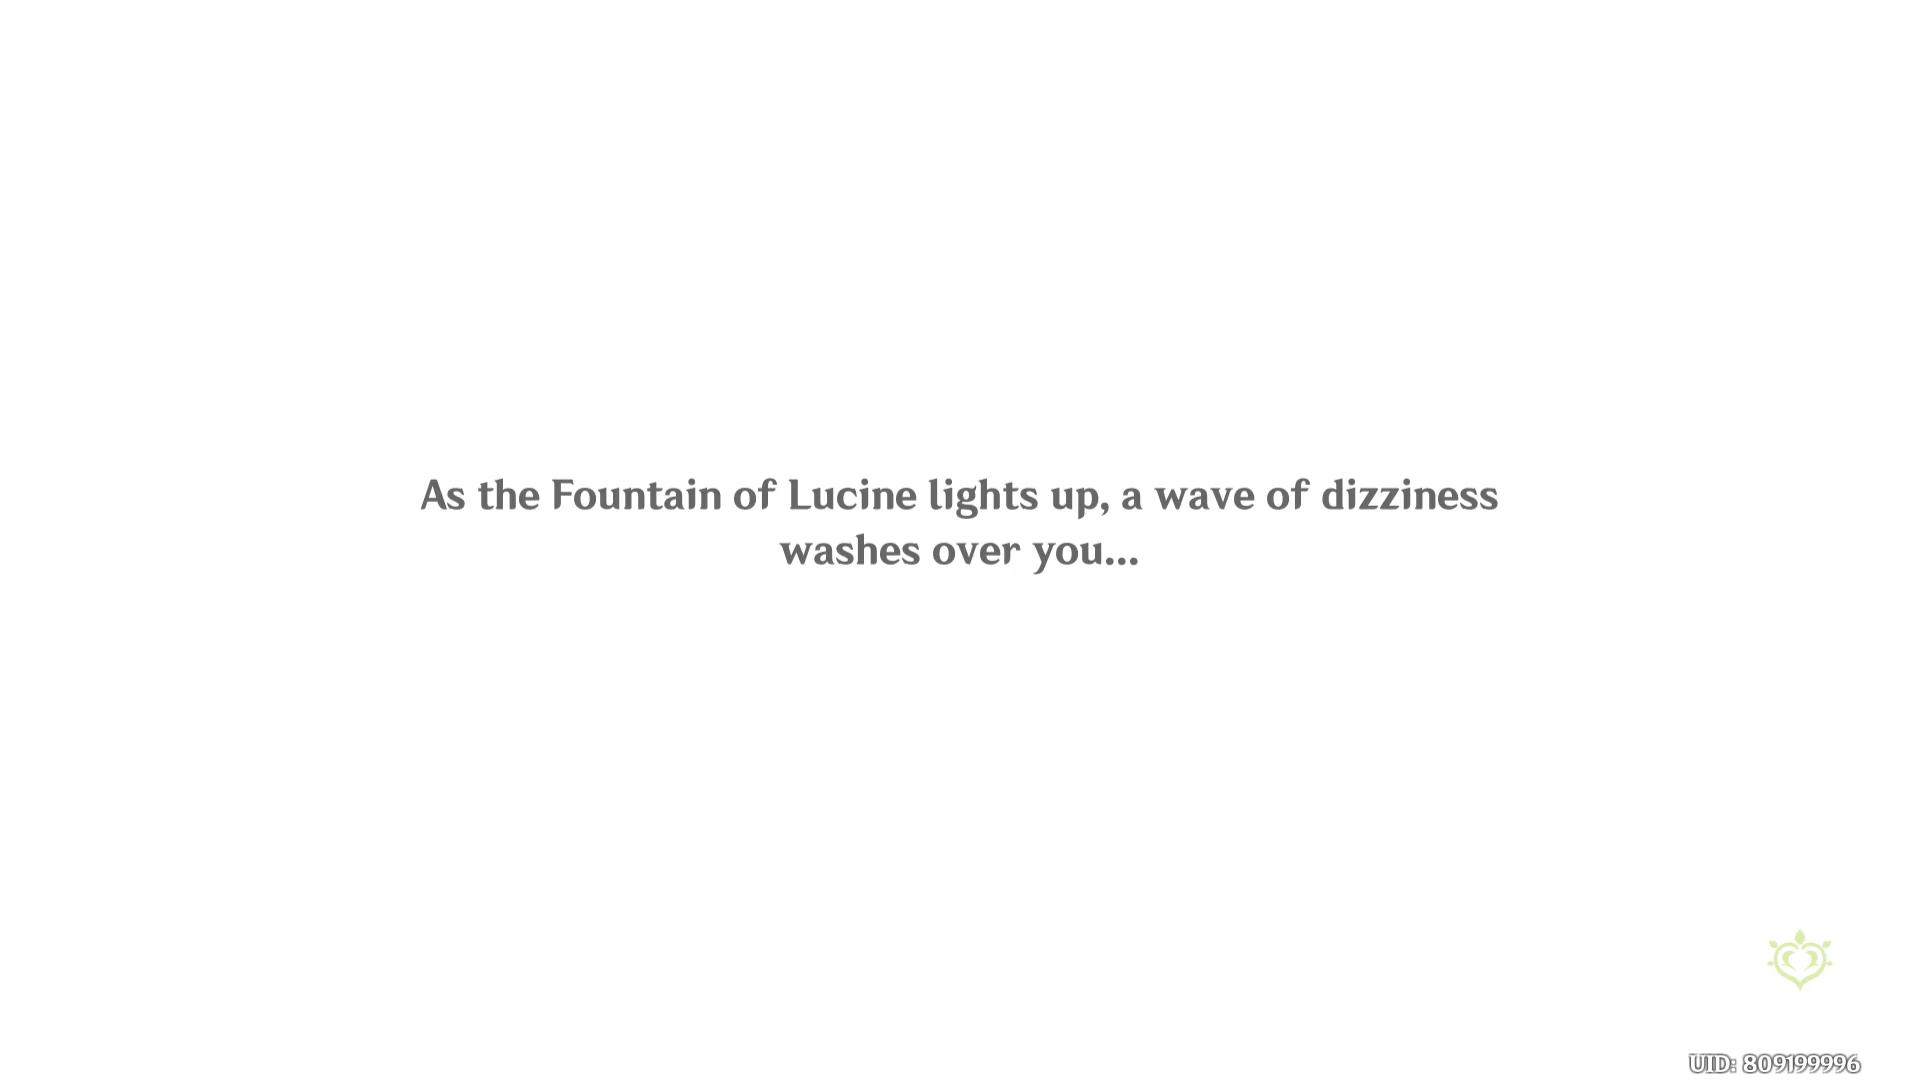 As the Fountain of Lucine lights up, a wave of dizziness
washes over you...
UID: 809199996